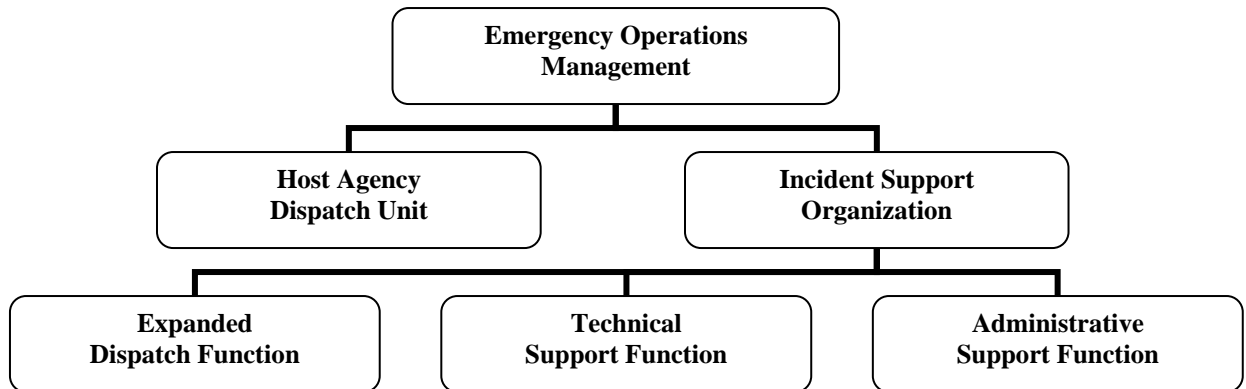 Emergency Operations
Management
Host Agency
Dispatch Unit
Incident Support
Organization
Expanded
Dispatch Function
Technical
Support Function
Administrative
Support Function